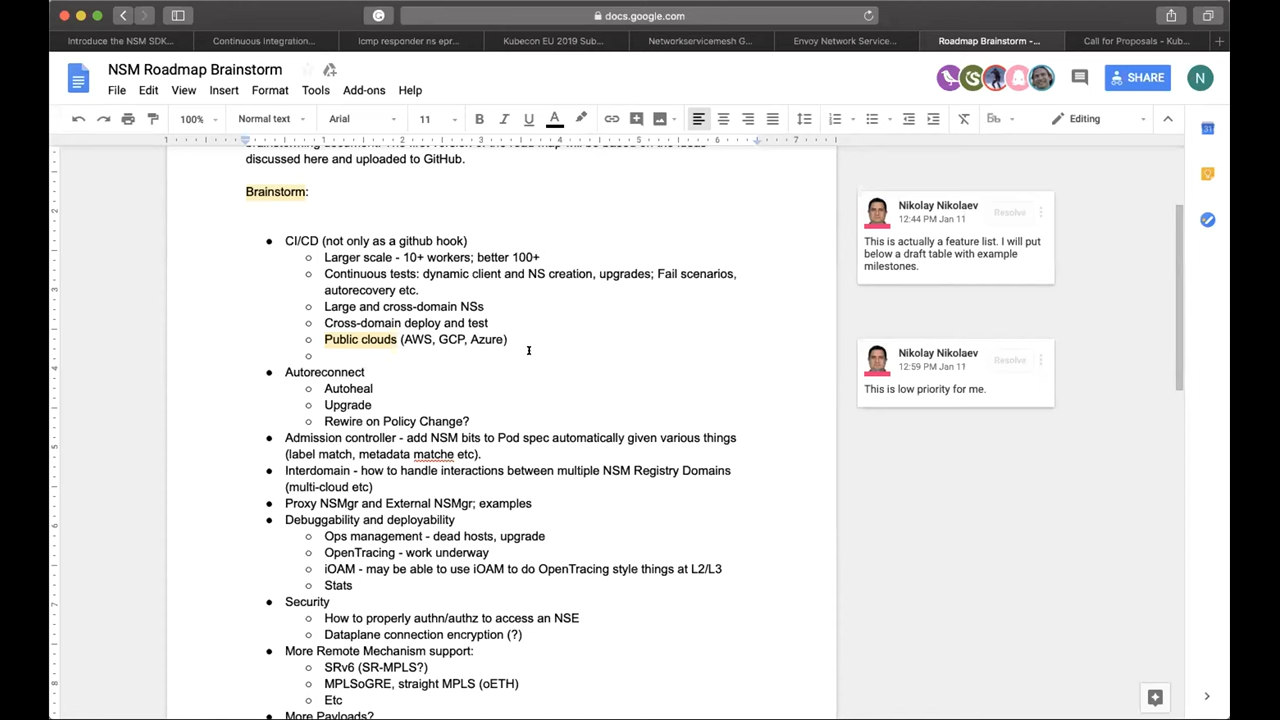 docs.google.com
Introduce the NSM SDK...
Continuous Integration...
Icmp responder ns epr...
Kubecon EU 2019 Sub...
Networkservicemesh G...
Envoy Network Service...
Roadmap Brainstorm -...
Call for Proposals - Kub...
NSM Roadmap Brainstorm
File Edit View Insert Format Tools Add-ons Help
SHARE
N
100% Normal text Arial 11 B I U A Editing
1 1 2 3 4 5 6 7
discussed here and uploaded to GitHub.
Brainstorm:
● CI/CD (not only as a github hook)
○ Larger scale - 10+ workers; better 100+
○ Continuous tests: dynamic client and NS creation, upgrades; Fail scenarios,
autorecovery etc.
○ Large and cross-domain NSs
○ Cross-domain deploy and test
○ Public clouds (AWS, GCP, Azure)
○
● Autoreconnect
○ Autoheal
○ Upgrade
○ Rewire on Policy Change?
● Admission controller - add NSM bits to Pod spec automatically given various things
(label match, metadata matche etc).
● Interdomain - how to handle interactions between multiple NSM Registry Domains
(multi-cloud etc)
● Proxy NSMgr and External NSMgr; examples
● Debuggability and deployability
○ Ops management - dead hosts, upgrade
○ OpenTracing - work underway
○ iOAM - may be able to use iOAM to do OpenTracing style things at L2/L3
○ Stats
● Security
○ How to properly authn/authz to access an NSE
○ Dataplane connection encryption (?)
● More Remote Mechanism support:
○ SRv6 (SR-MPLS?)
○ MPLSoGRE, straight MPLS (oETH)
○ Etc
● More Payloads?
Nikolay Nikolaev
12:44 PM Jan 11
Resolve
This is actually a feature list. I will put
below a draft table with example
milestones.
Nikolay Nikolaev
12:59 PM Jan 11
Resolve
This is low priority for me.